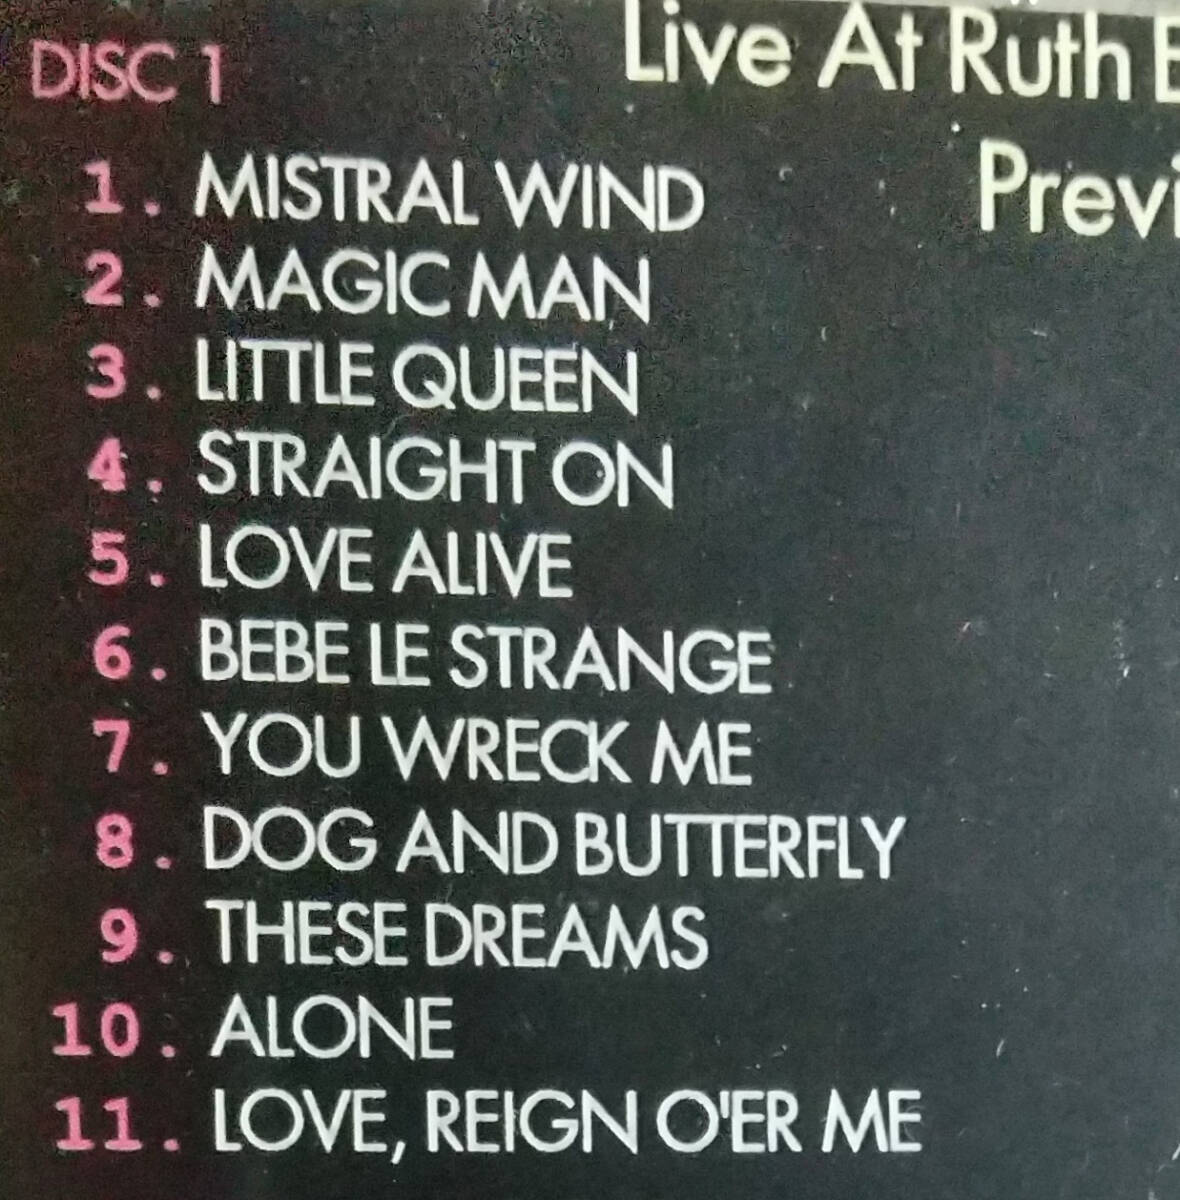 Live At Ruth
DISC 1
Previ
1. MISTRAL WIND
2. MAGIC MAN
3. LITTLE QUEEN
4. STRAIGHT ON
5. LOVE ALIVE
6. BEBE LE STRANGE
7. YOU WRECK ME
8. DOG AND BUTTERFLY
9. THESE DREAMS
10. ALONE
11. LOVE, REIGN O'ER ME